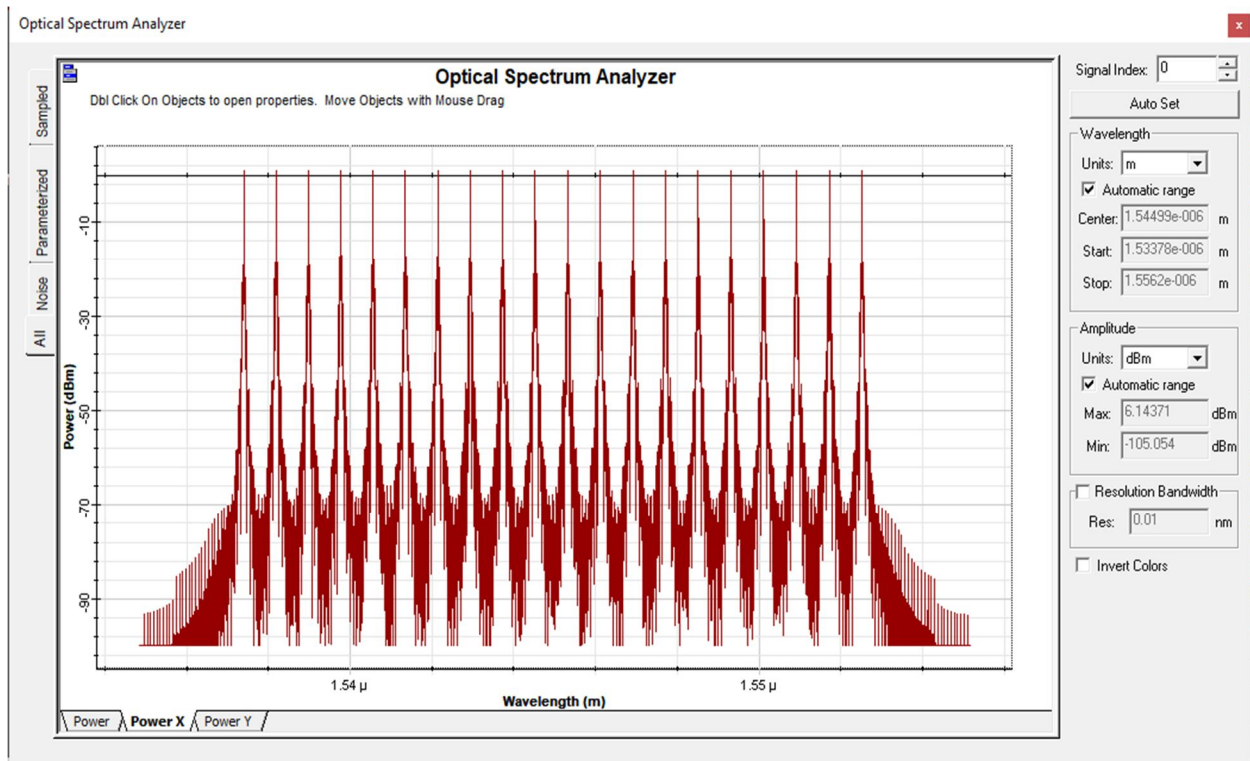 Optical Spectrum Analyzer
x
Optical Spectrum Analyzer
Dbl Click On Objects to open properties.  Move Objects with Mouse Drag
Sampled
Parameterized
Noise
All
Power (dBm)
-10
-30
-50
-70
-90
1.54 µ
1.55 µ
Wavelength (m)
Power
Power X
Power Y
Signal Index: 0
Auto Set
Wavelength
Units: m
Automatic range
Center: 1.54499e-006 m
Start: 1.53378e-006 m
Stop: 1.5562e-006 m
Amplitude
Units: dBm
Automatic range
Max: 6.14371 dBm
Min: -105.054 dBm
Resolution Bandwidth
Res: 0.01 nm
Invert Colors